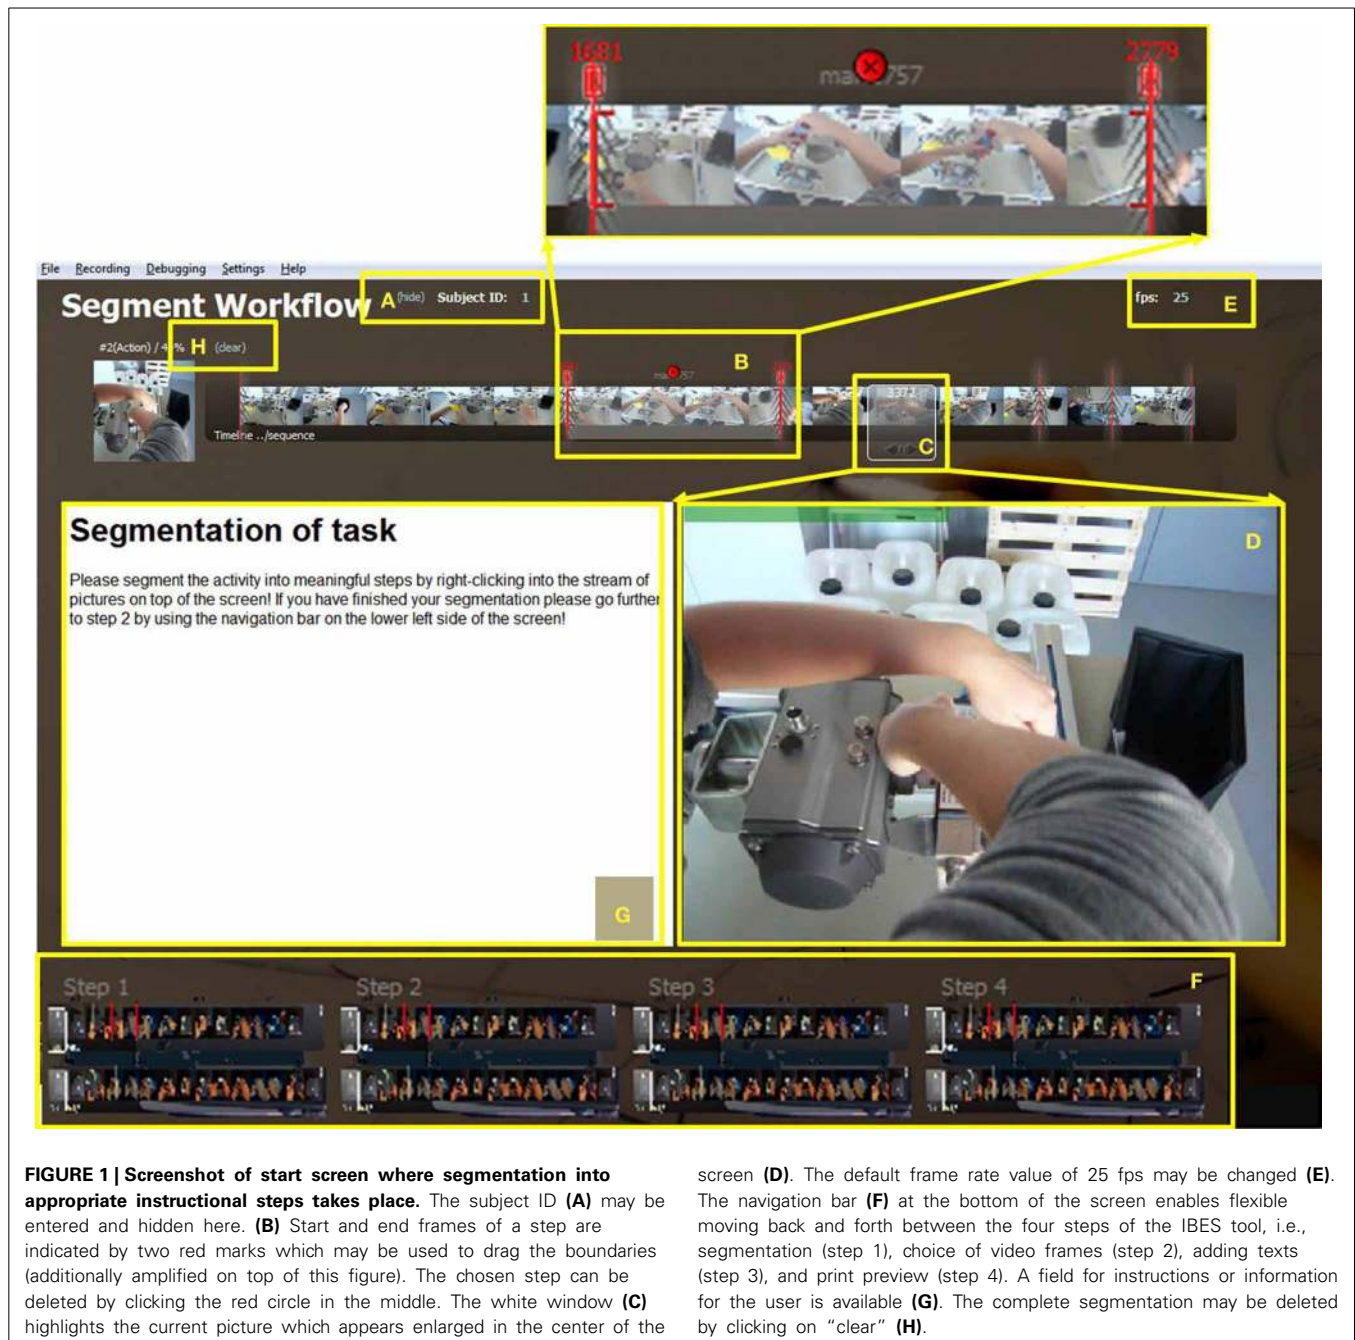 1681
2779
File Recording Debugging Settings Help
Segment Workflow
A (hide) Subject ID: 1
fps: 25 E
#2(Action) / 4 % H (clear)
B
3372
C
Timeline ../sequence
Segmentation of task
Please segment the activity into meaningful steps by right-clicking into the stream of
pictures on top of the screen! If you have finished your segmentation please go further
to step 2 by using the navigation bar on the lower left side of the screen!
G
D
Step 1
Step 2
Step 3
Step 4
F
FIGURE 1 | Screenshot of start screen where segmentation into
appropriate instructional steps takes place. The subject ID (A) may be
entered and hidden here. (B) Start and end frames of a step are
indicated by two red marks which may be used to drag the boundaries
(additionally amplified on top of this figure). The chosen step can be
deleted by clicking the red circle in the middle. The white window (C)
highlights the current picture which appears enlarged in the center of the
screen (D). The default frame rate value of 25 fps may be changed (E).
The navigation bar (F) at the bottom of the screen enables flexible
moving back and forth between the four steps of the IBES tool, i.e.,
segmentation (step 1), choice of video frames (step 2), adding texts
(step 3), and print preview (step 4). A field for instructions or information
for the user is available (G). The complete segmentation may be deleted
by clicking on “clear” (H).